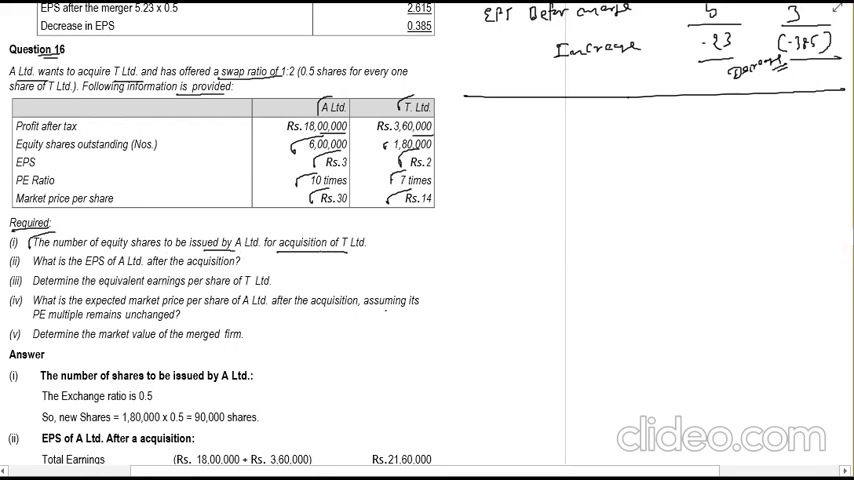 EPS after the merger 5.23 x 0.5 2.615
Decrease in EPS 0.385
Question 16
A Ltd. wants to acquire T Ltd. and has offered a swap ratio of 1:2 (0.5 shares for every one
share of T Ltd.). Following information is provided:
A Ltd. T. Ltd.
Profit after tax Rs. 18,00,000 Rs. 3,60,000
Equity shares outstanding (Nos.) 6,00,000 1,80,000
EPS Rs. 3 Rs. 2
PE Ratio 10 times 7 times
Market price per share Rs. 30 Rs. 14
Required:
(i) The number of equity shares to be issued by A Ltd. for acquisition of T Ltd.
(ii) What is the EPS of A Ltd. after the acquisition?
(iii) Determine the equivalent earnings per share of T Ltd.
(iv) What is the expected market price per share of A Ltd. after the acquisition, assuming its
PE multiple remains unchanged?
(v) Determine the market value of the merged firm.
Answer
(i) The number of shares to be issued by A Ltd.:
The Exchange ratio is 0.5
So, new Shares = 1,80,000 x 0.5 = 90,000 shares.
(ii) EPS of A Ltd. After a acquisition:
Total Earnings (Rs. 18,00,000 + Rs. 3,60,000) Rs.21,60,000
EPS Befor merge 5 3
Increage .23 (-385)
Decrease
clideo.com